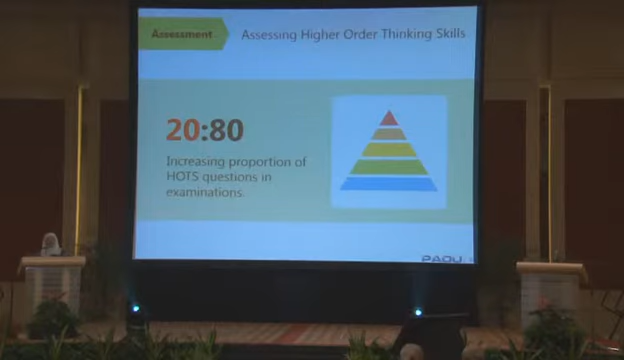 Assessment
Assessing Higher Order Thinking Skills
20:80
Increasing proportion of
HOTS questions in
examinations.
PADU